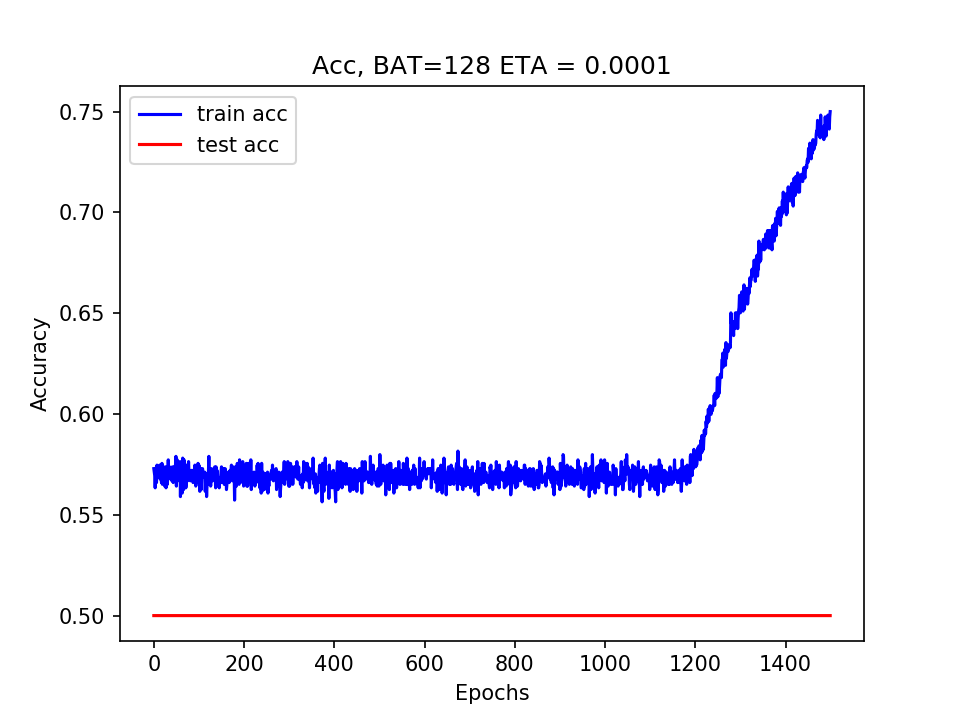 Acc, BAT=128 ETA = 0.0001
train acc
test acc
0.75
0.70
0.65
0.60
0.55
0.50
Accuracy
0 200 400 600 800 1000 1200 1400
Epochs